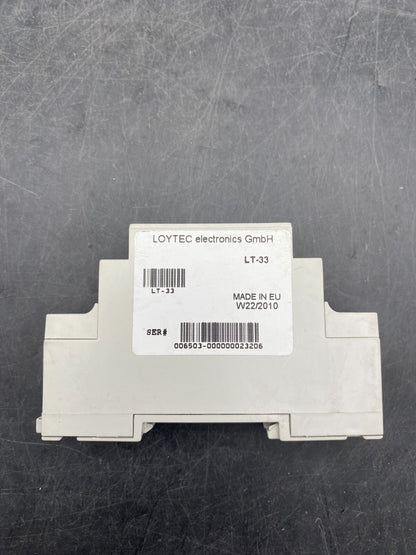 LOYTEC electronics GmbH
LT-33
LT-33
MADE IN EU
W22/2010
SER#
006503-000000023206